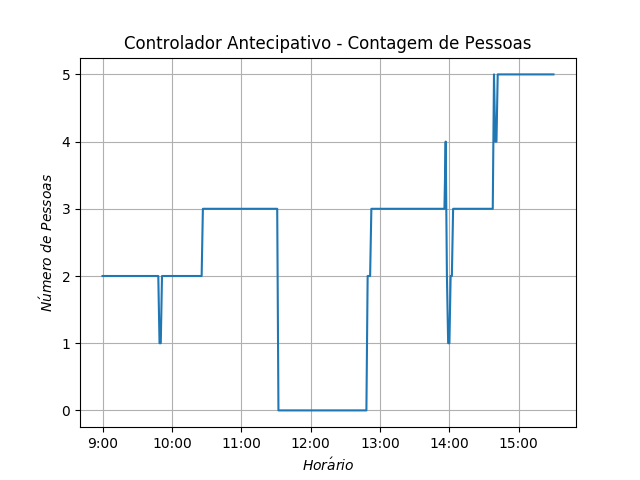 Controlador Antecipativo - Contagem de Pessoas
Número de Pessoas
5
4
3
2
1
0
9:00 10:00 11:00 12:00 13:00 14:00 15:00
Horário